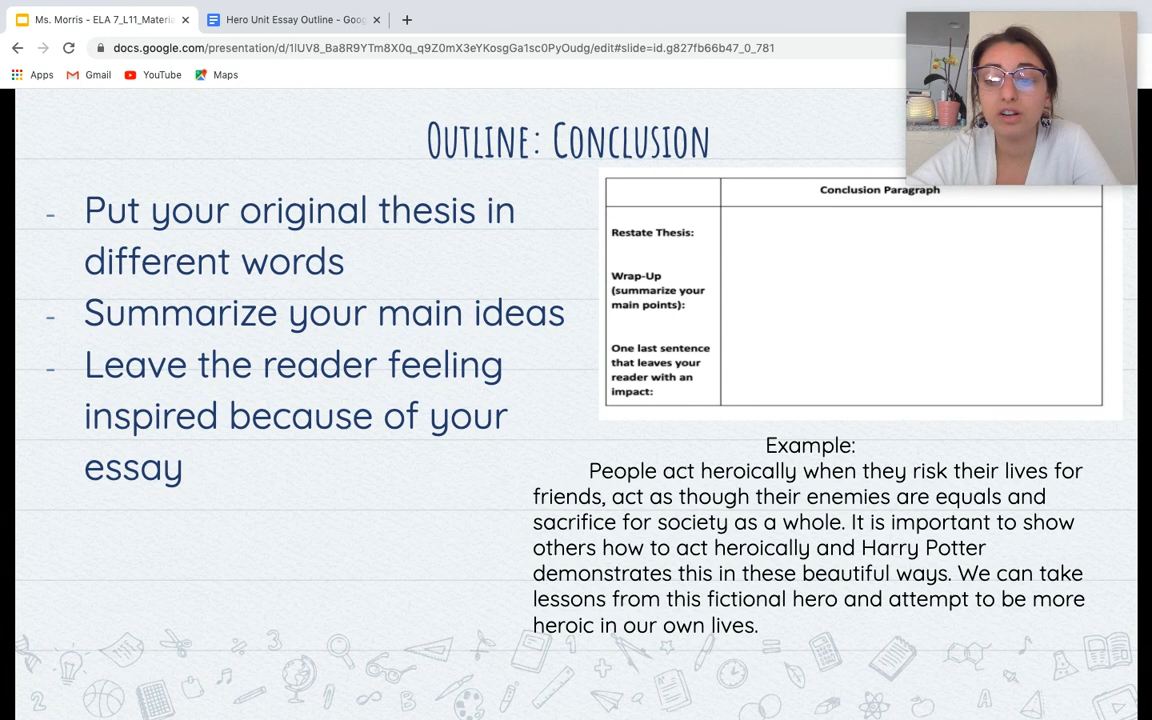 Ms. Morris - ELA 7_L11_Materia
Hero Unit Essay Outline - Goog
docs.google.com/presentation/d/1lUV8_Ba8R9YTm8X0q_q9Z0mX3eYKosgGa1sc0PyOudg/edit#slide=id.g827fb66b47_0_781
Apps Gmail YouTube Maps
Outline: Conclusion
- Put your original thesis in
different words
- Summarize your main ideas
- Leave the reader feeling
inspired because of your
essay
Conclusion Paragraph
Restate Thesis:
Wrap-Up
(summarize your
main points):
One last sentence
that leaves your
reader with an
impact:
Example:
People act heroically when they risk their lives for
friends, act as though their enemies are equals and
sacrifice for society as a whole. It is important to show
others how to act heroically and Harry Potter
demonstrates this in these beautiful ways. We can take
lessons from this fictional hero and attempt to be more
heroic in our own lives.